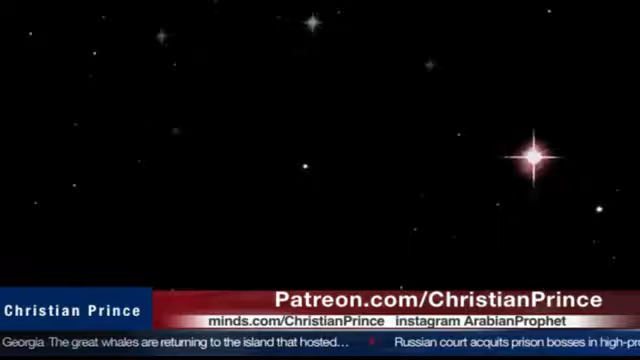 Patreon.com/ChristianPrince
Christian Prince
minds.com/ChristianPrince instagram ArabianProphet
Georgia The great whales are returning to the island that hosted… Russian court acquits prison bosses in high-pr